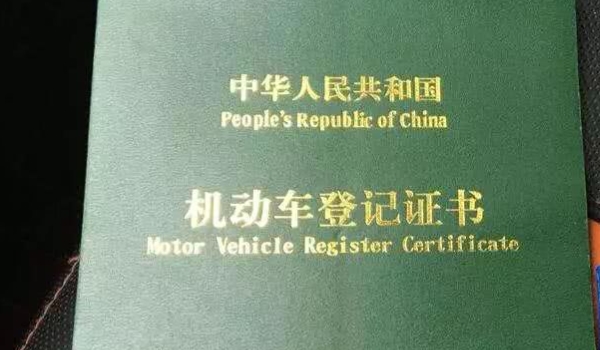 中华人民共和国
People's Republic of China
机动车登记证书
Motor Vehicle Register Certificate